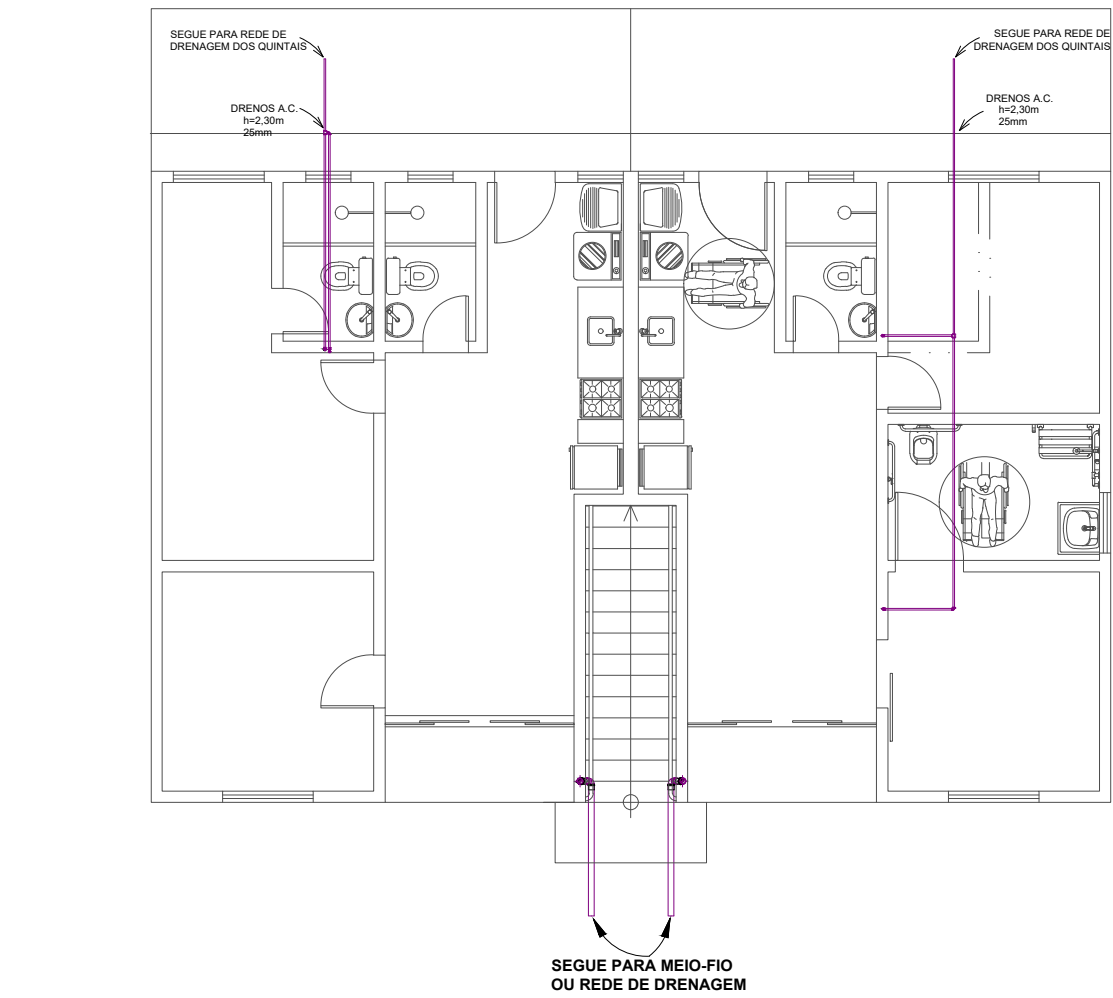 SEGUE PARA REDE DE
DRENAGEM DOS QUINTAIS
SEGUE PARA REDE DE
DRENAGEM DOS QUINTAIS
DRENOS A.C.
h=2,30m
25mm
DRENOS A.C.
h=2,30m
25mm
SEGUE PARA MEIO-FIO
OU REDE DE DRENAGEM